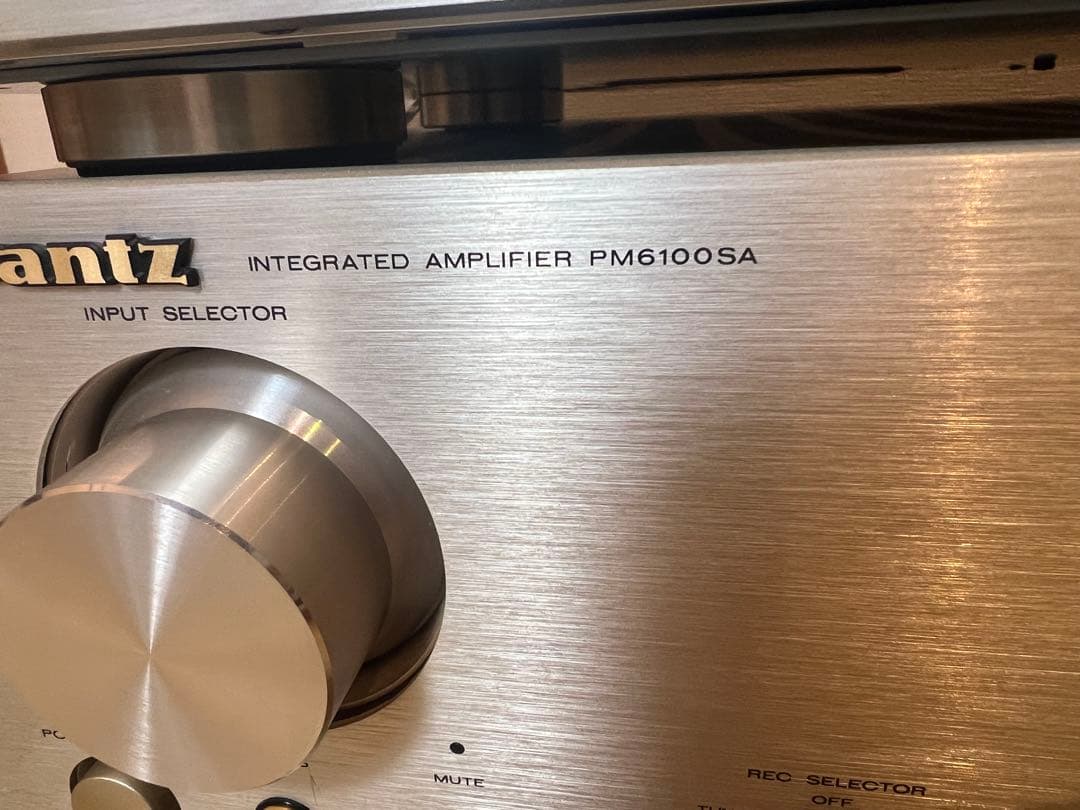 antz INTEGRATED AMPLIFIER PM6100SA
INPUT SELECTOR
MUTE
REC SELECTOR
OFF